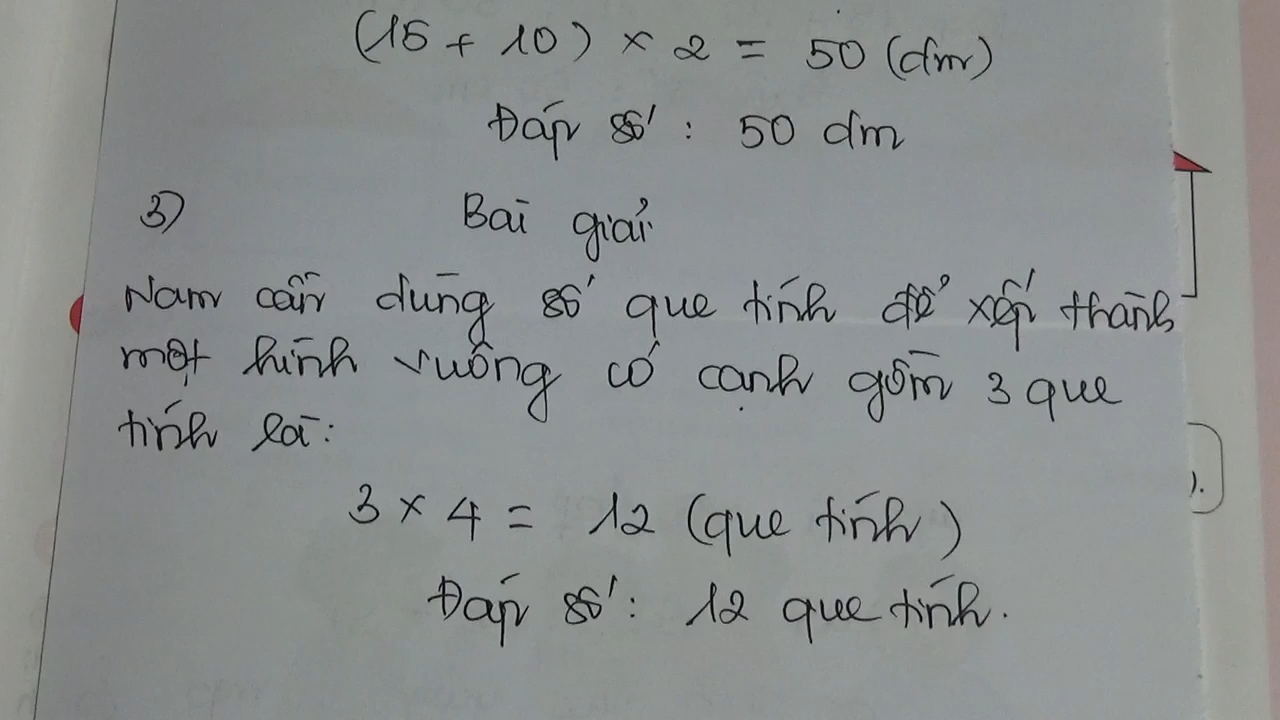 (15 + 10) × 2 = 50 (dm)
Đáp số : 50 dm
3) Bài giải
Nam cần dùng số que tính để xếp thành
một hình vuông có cạnh gồm 3 que
tính là:
3 × 4 = 12 (que tính)
Đáp số: 12 que tính.
).